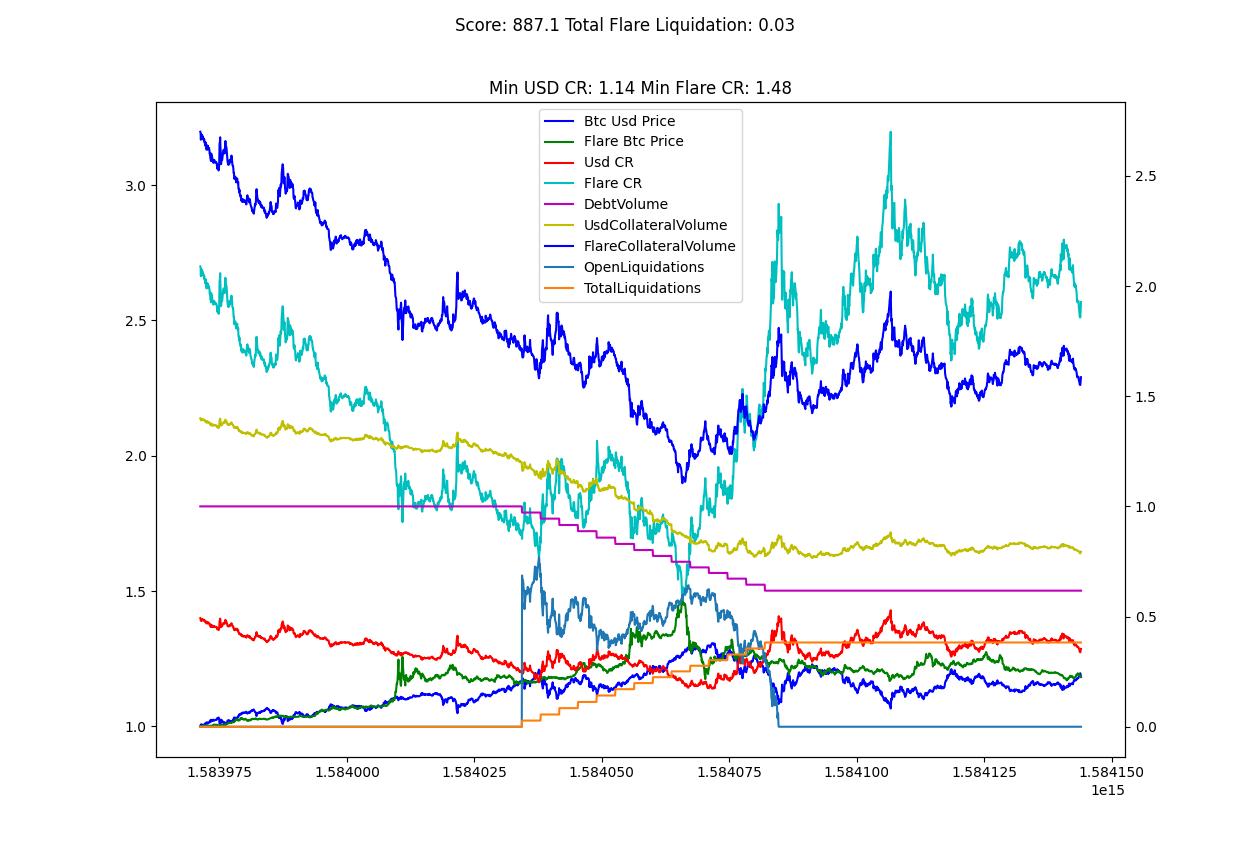 Score: 887.1 Total Flare Liquidation: 0.03
Min USD CR: 1.14 Min Flare CR: 1.48
Btc Usd Price
Flare Btc Price
Usd CR
Flare CR
DebtVolume
UsdCollateralVolume
FlareCollateralVolume
OpenLiquidations
TotalLiquidations
3.0
2.5
2.0
1.5
1.0
2.5
2.0
1.5
1.0
0.5
0.0
1.583975 1.584000 1.584025 1.584050 1.584075 1.584100 1.584125 1.584150
1e15